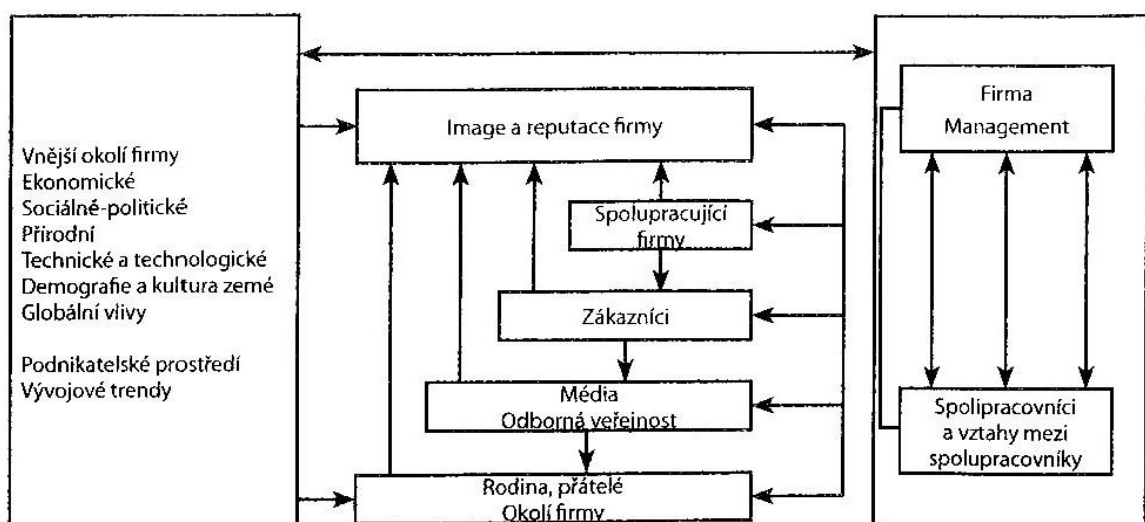 Vnější okolí firmy
Ekonomické
Sociálně-politické
Přírodní
Technické a technologické
Demografie a kultura země
Globální vlivy
Podnikatelské prostředí
Vývojové trendy
Image a reputace firmy
Spolupracující
firmy
Zákazníci
Média
Odborná veřejnost
Rodina, přátelé
Okolí firmy
Firma
Management
Spolipracovníci
a vztahy mezi
spolupracovníky